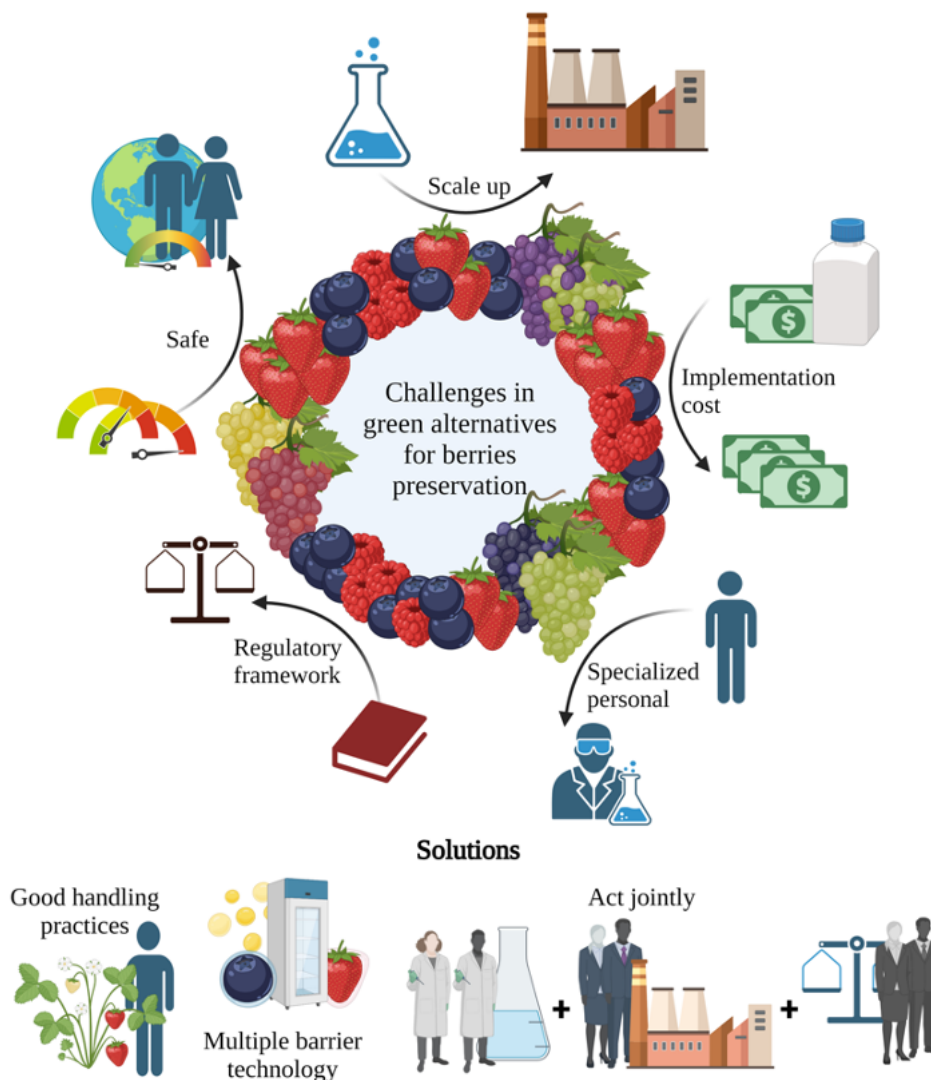 Scale up
Safe
Challenges in
green alternatives
for berries
preservation
Implementation
cost
Regulatory
framework
Specialized
personal
Solutions
Good handling
practices
Multiple barrier
technology
Act jointly
+
+